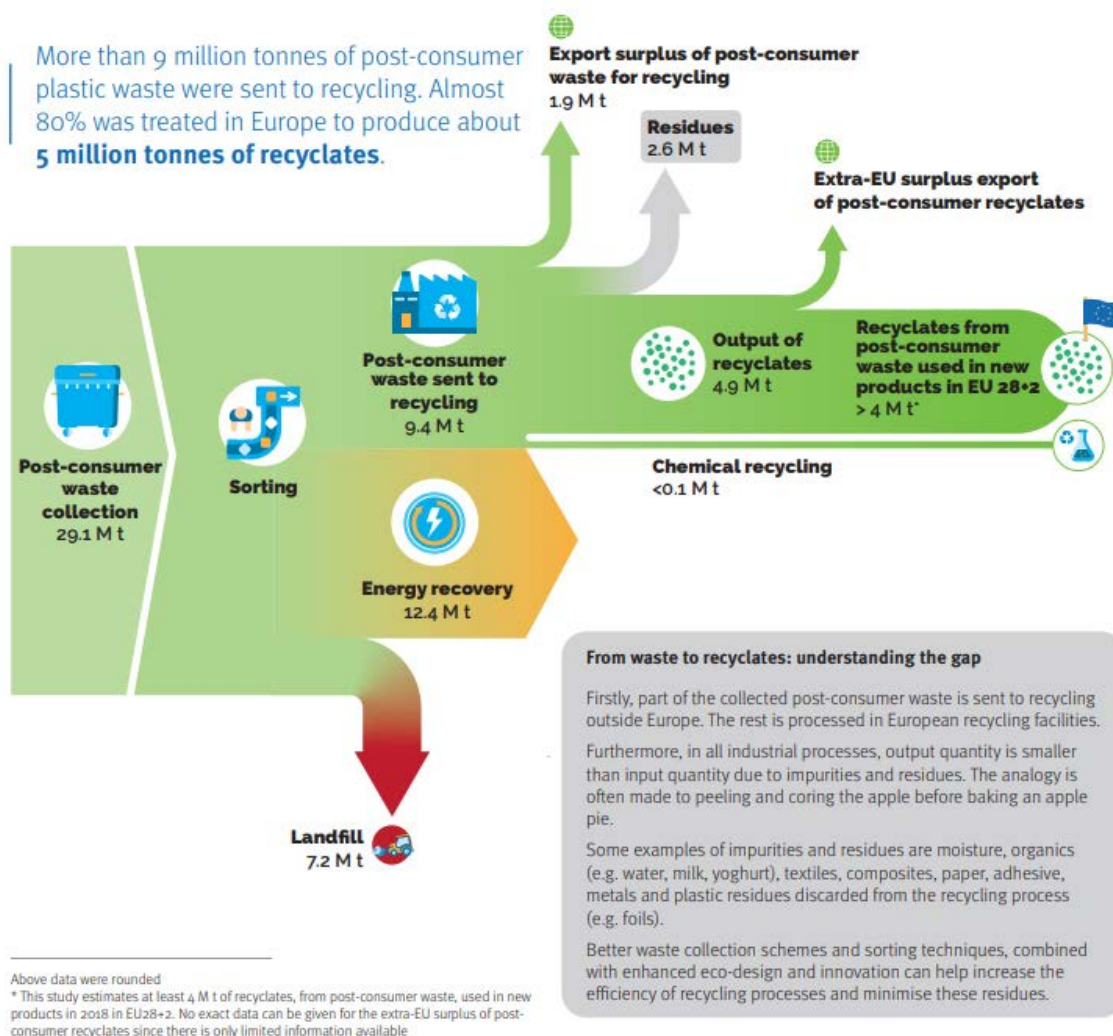 More than 9 million tonnes of post-consumer
plastic waste were sent to recycling. Almost
80% was treated in Europe to produce about
5 million tonnes of recyclates.
Export surplus of post-consumer
waste for recycling
1.9 M t
Residues
2.6 M t
Extra-EU surplus export
of post-consumer recyclates
Post-consumer
waste
collection
29.1 M t
Sorting
Post-consumer
waste sent to
recycling
9.4 M t
Output of
recyclates
4.9 M t
Recyclates from
post-consumer
waste used in new
products in EU 28+2
> 4 M t*
Chemical recycling
<0.1 M t
Energy recovery
12.4 M t
Landfill
7.2 M t
From waste to recyclates: understanding the gap
Firstly, part of the collected post-consumer waste is sent to recycling
outside Europe. The rest is processed in European recycling facilities.
Furthermore, in all industrial processes, output quantity is smaller
than input quantity due to impurities and residues. The analogy is
often made to peeling and coring the apple before baking an apple
pie.
Some examples of impurities and residues are moisture, organics
(e.g. water, milk, yoghurt), textiles, composites, paper, adhesive,
metals and plastic residues discarded from the recycling process
(e.g. foils).
Better waste collection schemes and sorting techniques, combined
with enhanced eco-design and innovation can help increase the
efficiency of recycling processes and minimise these residues.
Above data were rounded
* This study estimates at least 4 M t of recyclates, from post-consumer waste, used in new
products in 2018 in EU28+2. No exact data can be given for the extra-EU surplus of post-
consumer recyclates since there is only limited information available